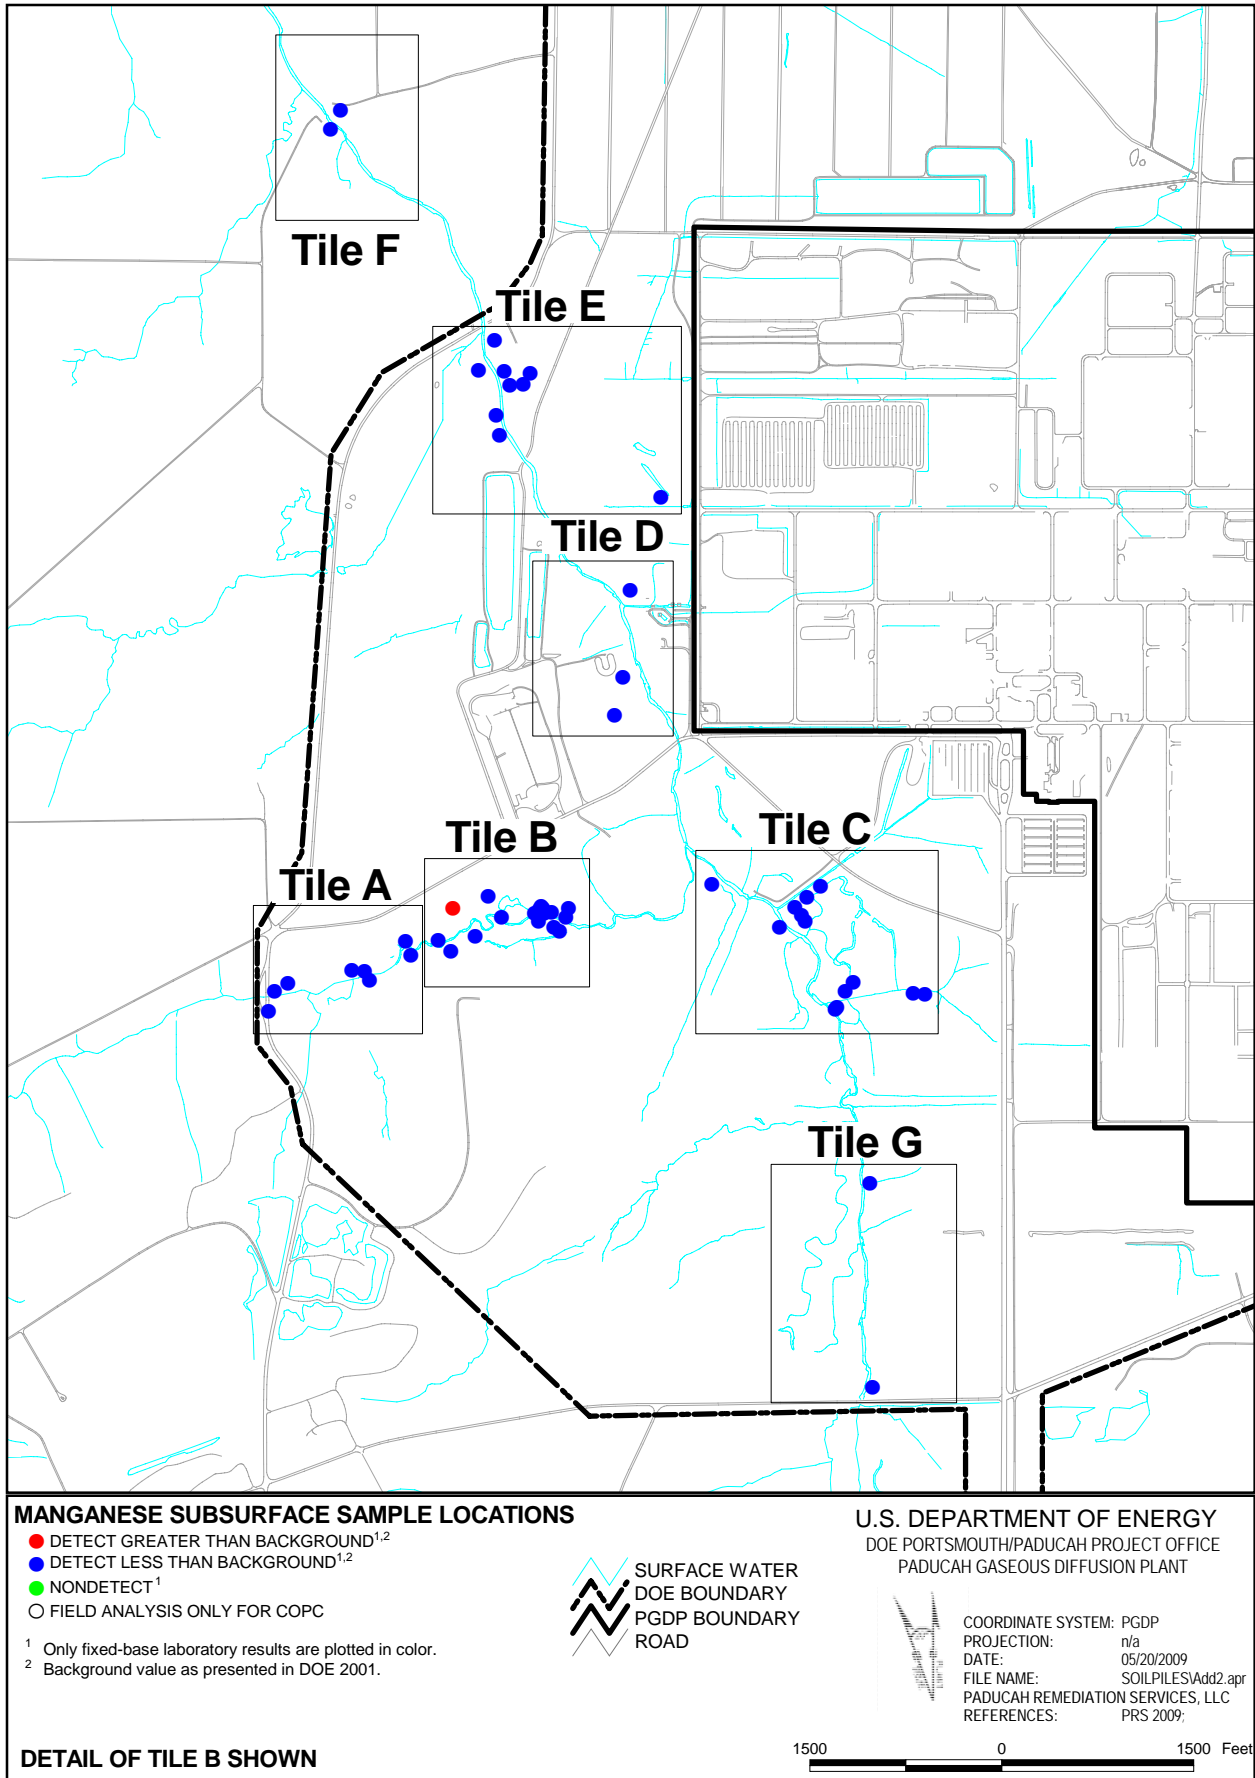 Tile F
Tile E
Tile D
Tile B
Tile C
Tile A
Tile G
MANGANESE SUBSURFACE SAMPLE LOCATIONS
DETECT GREATER THAN BACKGROUND1,2
DETECT LESS THAN BACKGROUND1,2
NONDETECT1
FIELD ANALYSIS ONLY FOR COPC
1 Only fixed-base laboratory results are plotted in color.
2 Background value as presented in DOE 2001.
DETAIL OF TILE B SHOWN
SURFACE WATER
DOE BOUNDARY
PGDP BOUNDARY
ROAD
U.S. DEPARTMENT OF ENERGY
DOE PORTSMOUTH/PADUCAH PROJECT OFFICE
PADUCAH GASEOUS DIFFUSION PLANT
COORDINATE SYSTEM: PGDP
PROJECTION: n/a
DATE: 05/20/2009
FILE NAME: SOILPILES\Add2.apr
PADUCAH REMEDIATION SERVICES, LLC
REFERENCES: PRS 2009;
1500 0 1500 Feet